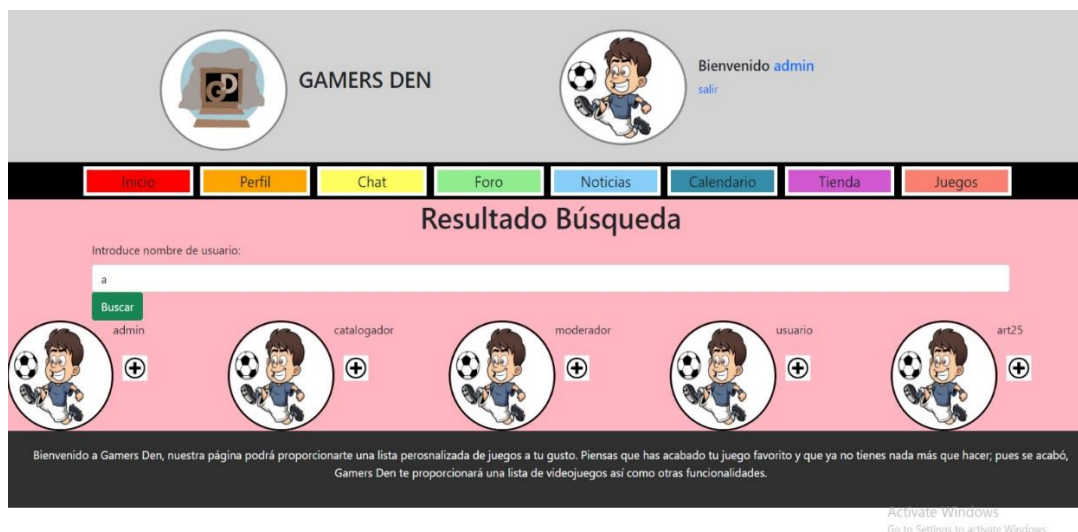 GD
GAMERS DEN
Bienvenido admin
salir
Inicio
Perfil
Chat
Foro
Noticias
Calendario
Tienda
Juegos
Resultado Búsqueda
Introduce nombre de usuario:
a
Buscar
admin
catalogador
moderador
usuario
art25
Bienvenido a Gamers Den, nuestra página podrá proporcionarte una lista perosnalizada de juegos a tu gusto. Piensas que has acabado tu juego favorito y que ya no tienes nada más que hacer; pues se acabó,
Gamers Den te proporcionará una lista de videojuegos así como otras funcionalidades.
Activate Windows
Go to Settings to activate Windows.